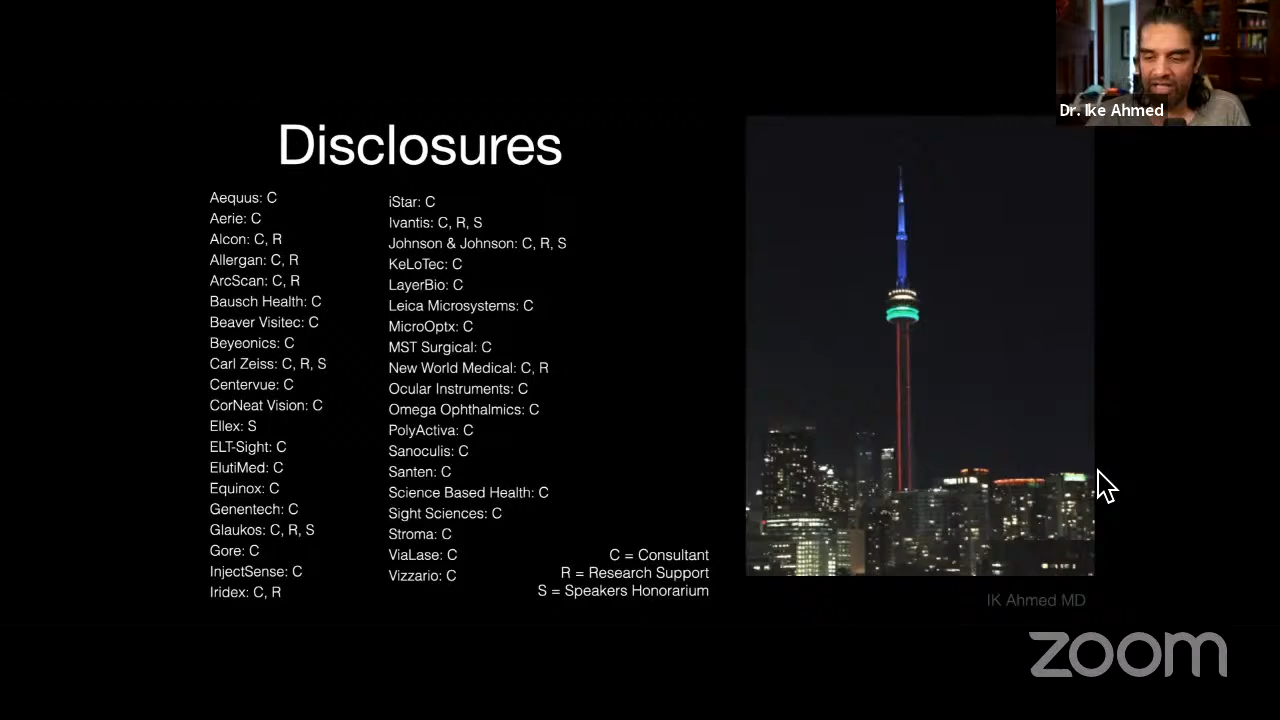 Dr. Ike Ahmed
Disclosures
Aequus: C
Aerie: C
Alcon: C, R
Allergan: C, R
ArcScan: C, R
Bausch Health: C
Beaver Visitec: C
Beyeonics: C
Carl Zeiss: C, R, S
Centervue: C
CorNeat Vision: C
Ellex: S
ELT-Sight: C
ElutiMed: C
Equinox: C
Genentech: C
Glaukos: C, R, S
Gore: C
InjectSense: C
Iridex: C, R
iStar: C
Ivantis: C, R, S
Johnson & Johnson: C, R, S
KeLoTec: C
LayerBio: C
Leica Microsystems: C
MicroOptx: C
MST Surgical: C
New World Medical: C, R
Ocular Instruments: C
Omega Ophthalmics: C
PolyActiva: C
Sanoculis: C
Santen: C
Science Based Health: C
Sight Sciences: C
Stroma: C
ViaLase: C
Vizzario: C
C = Consultant
R = Research Support
S = Speakers Honorarium
IK Ahmed MD
zoom